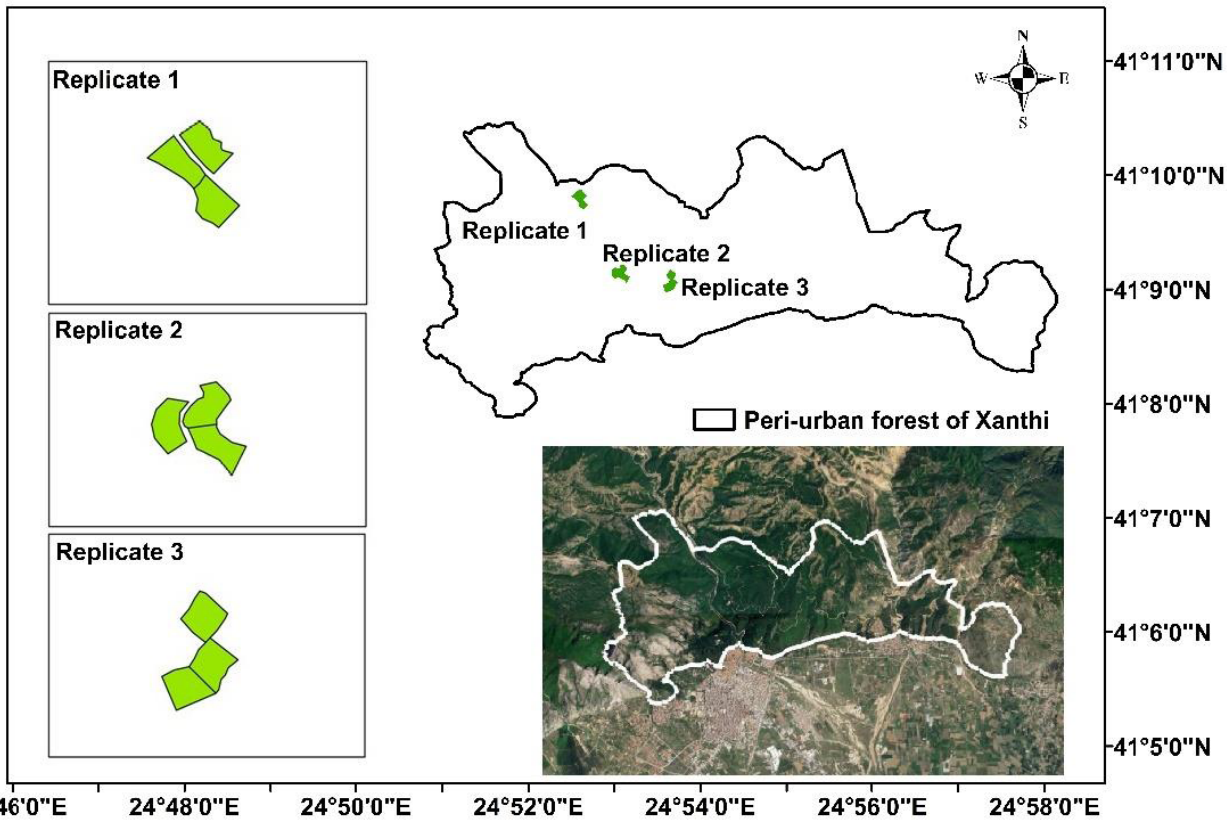 Replicate 1
Replicate 2
Replicate 3
N
W
E
S
Replicate 1
Replicate 2
Replicate 3
Peri-urban forest of Xanthi
41°11'0"N
41°10'0"N
41°9'0"N
41°8'0"N
41°7'0"N
41°6'0"N
41°5'0"N
46'0"E
24°48'0"E
24°50'0"E
24°52'0"E
24°54'0"E
24°56'0"E
24°58'0"E